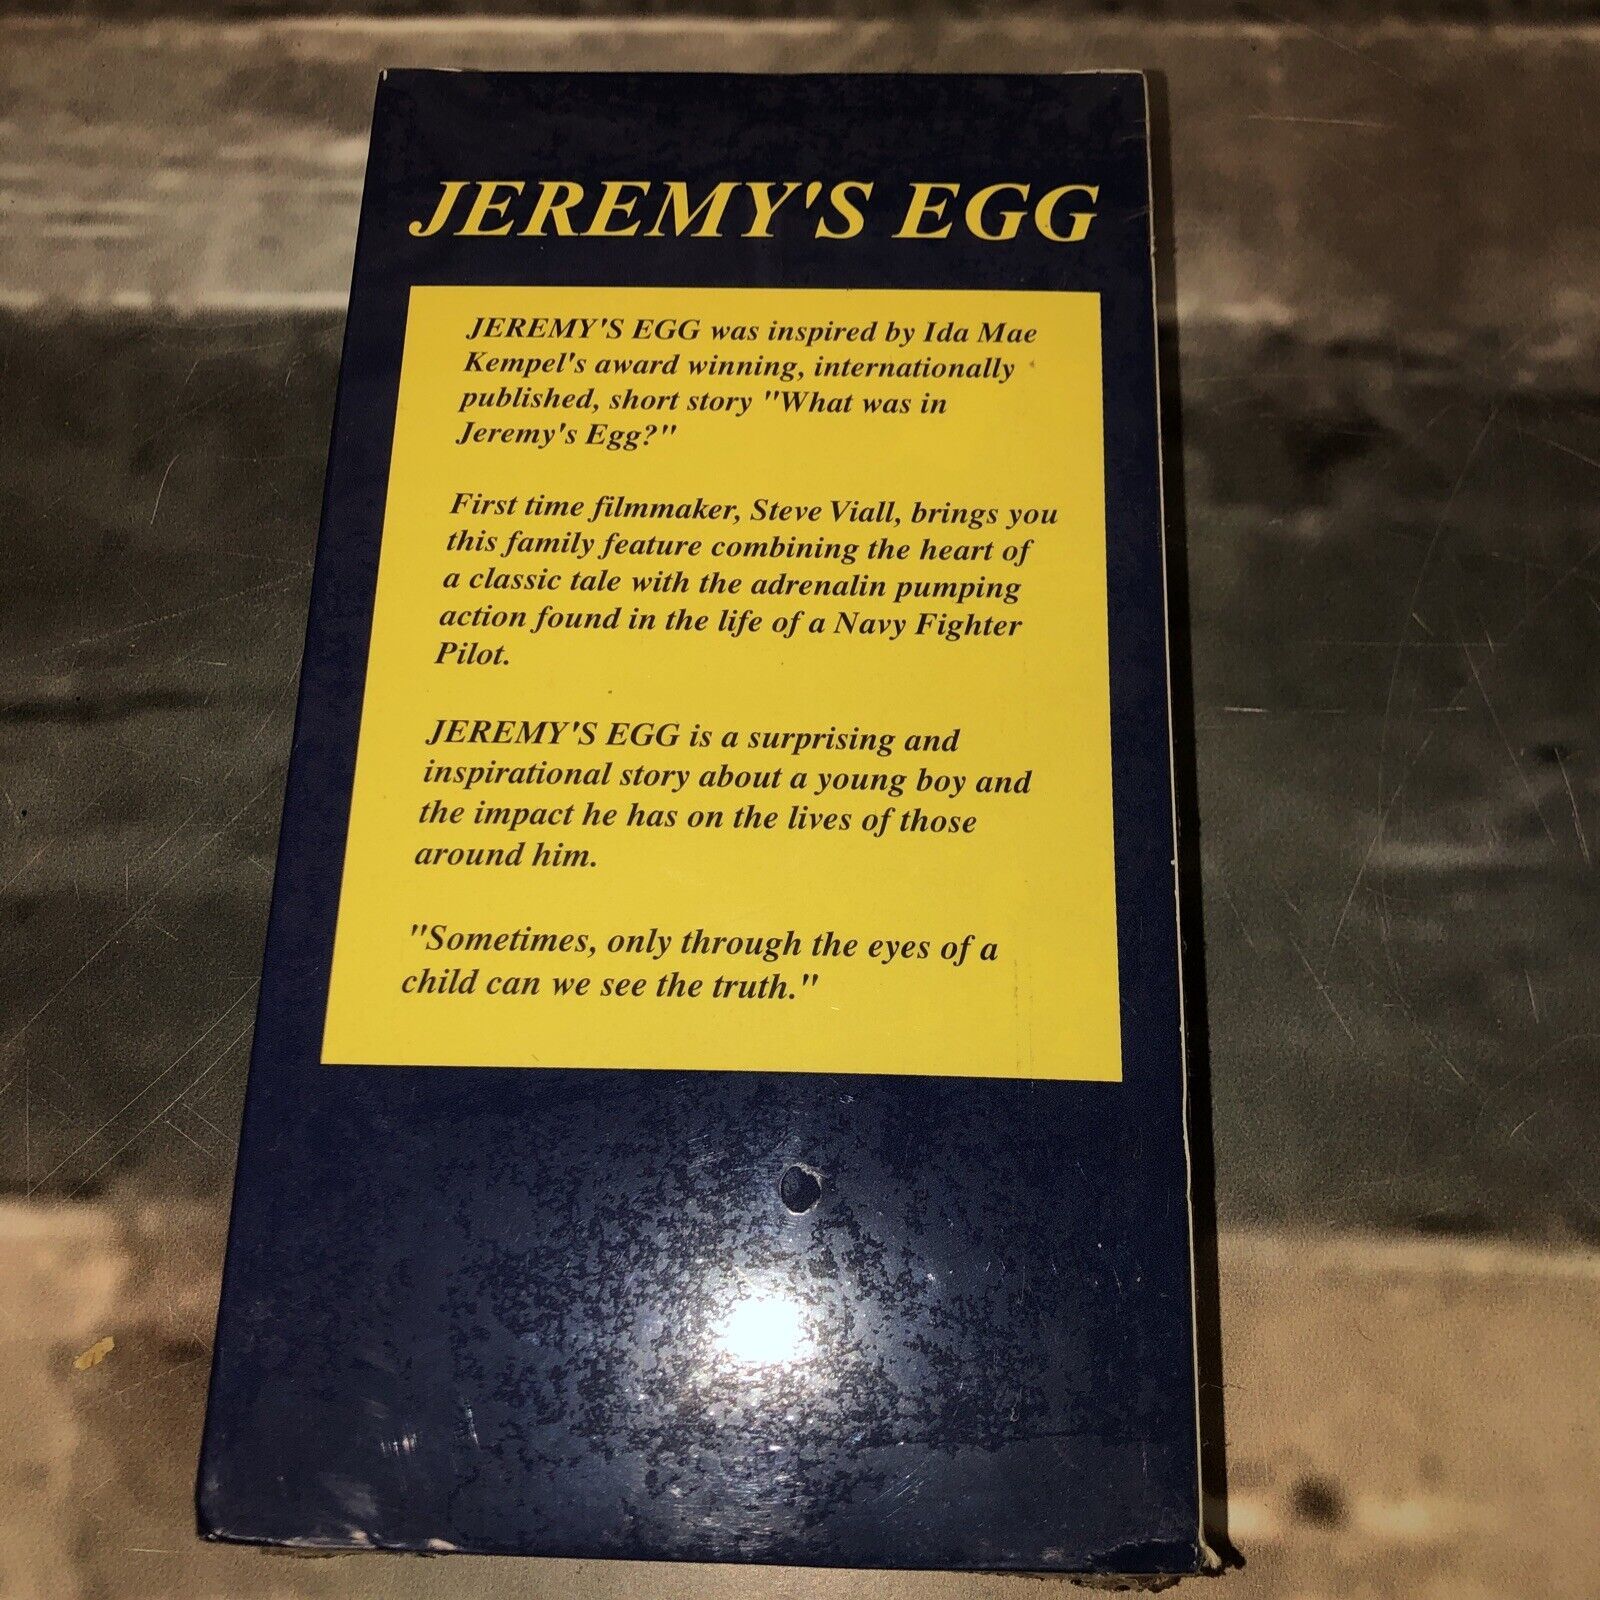 JEREMY'S EGG
JEREMY'S EGG was inspired by Ida Mae
Kempel's award winning, internationally
published, short story "What was in
Jeremy's Egg?"
First time filmmaker, Steve Viall, brings you
this family feature combining the heart of
a classic tale with the adrenalin pumping
action found in the life of a Navy Fighter
Pilot.
JEREMY'S EGG is a surprising and
inspirational story about a young boy and
the impact he has on the lives of those
around him.
"Sometimes, only through the eyes of a
child can we see the truth."